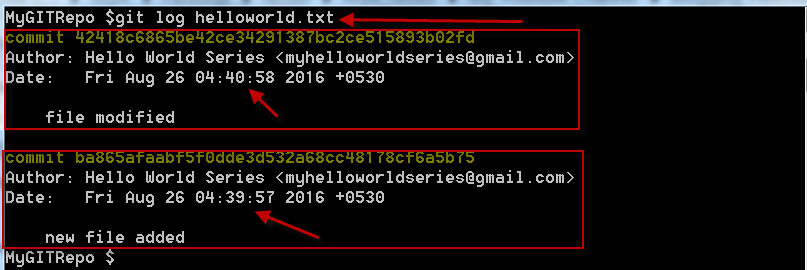 MyGITRepo $git log helloworld.txt
commit 42418c6865be42ce34291387bc2ce515893b02fd
Author: Hello World Series <myhelloworldseries@gmail.com>
Date:   Fri Aug 26 04:40:58 2016 +0530
file modified
commit ba865afaabf5f0dde3d532a68cc48178cf6a5b75
Author: Hello World Series <myhelloworldseries@gmail.com>
Date:   Fri Aug 26 04:39:57 2016 +0530
new file added
MyGITRepo $